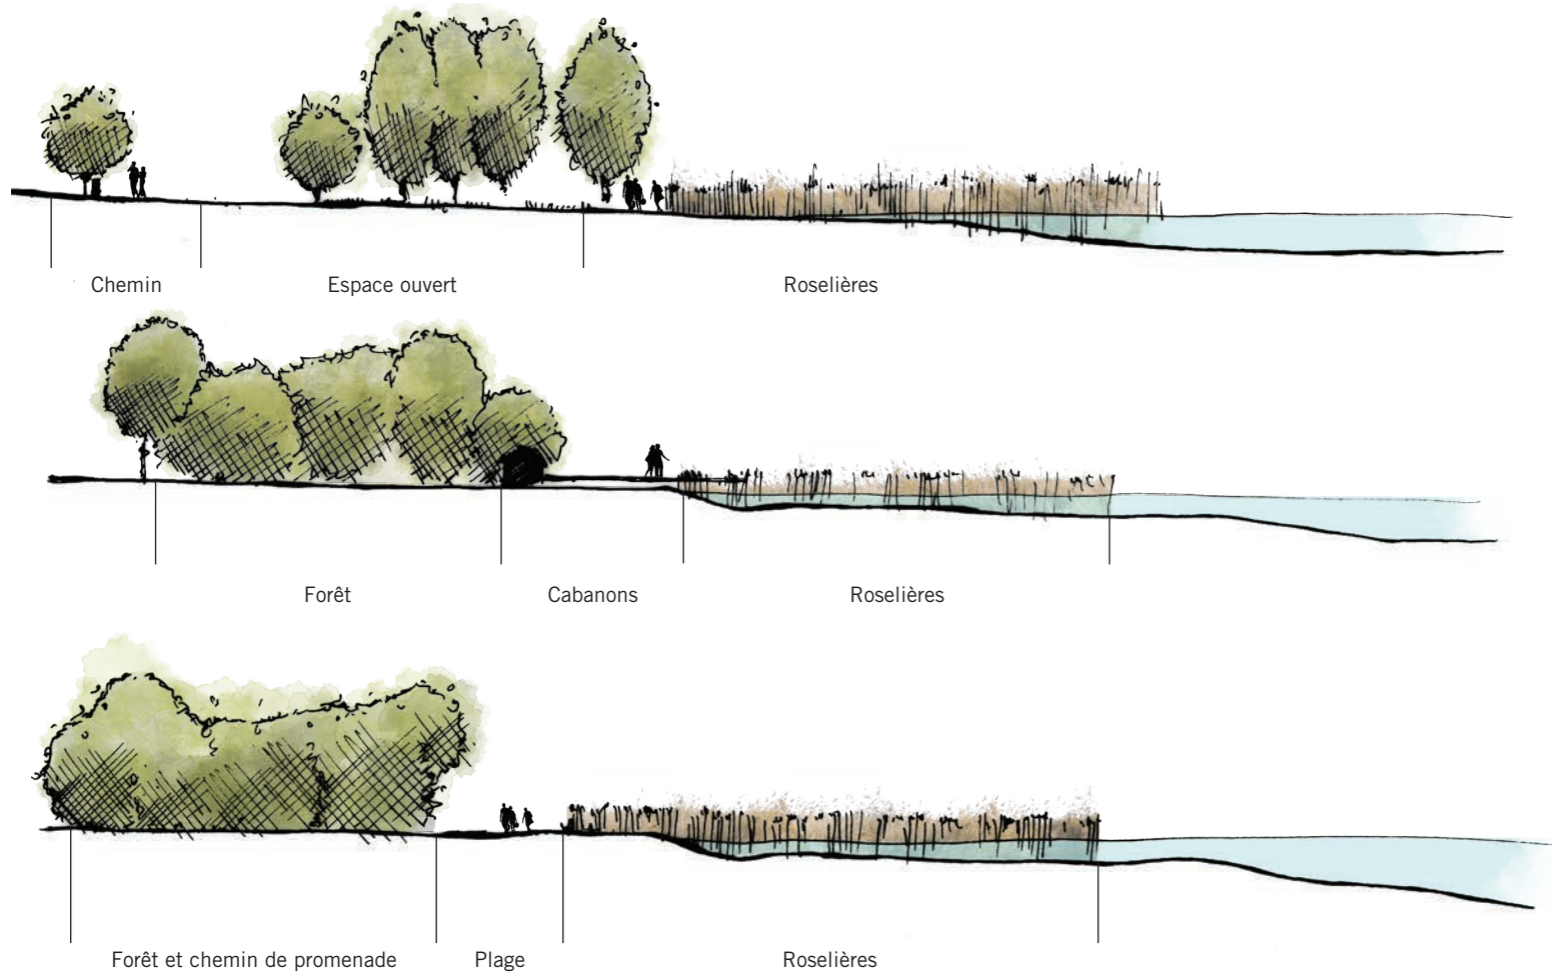 Chemin
Espace ouvert
Roselières
Forêt
Cabanons
Roselières
Forêt et chemin de promenade
Plage
Roselières